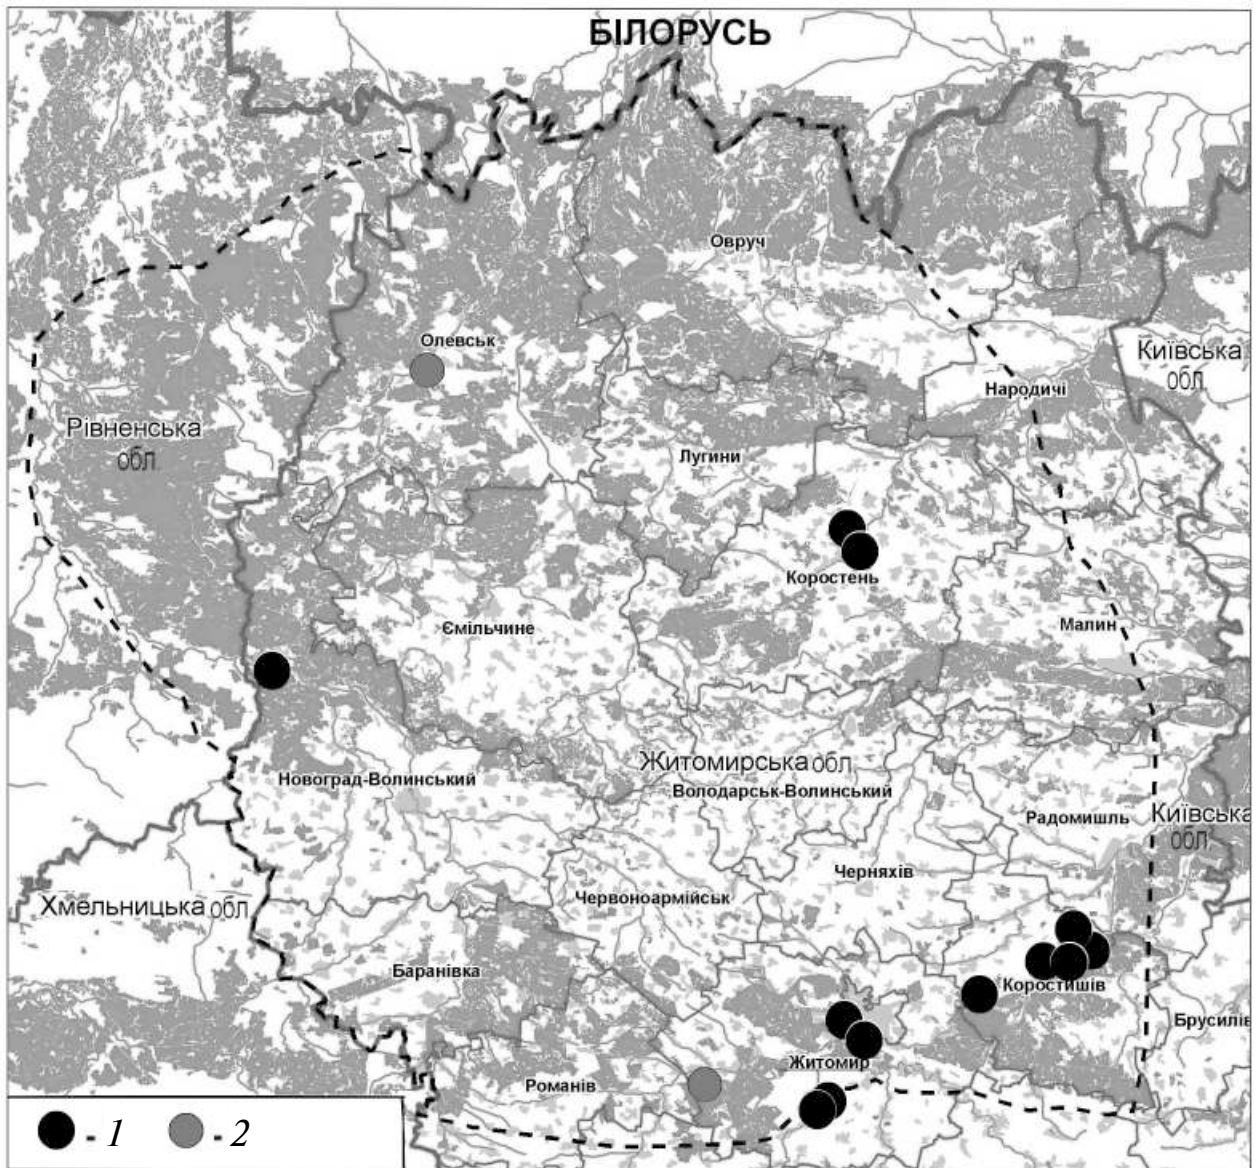 БІЛОРУСЬ
Овруч
Олевськ
Київська
обл
Народичі
Рівненська
обл
Лугини
Коростень
Ємільчине
Малин
Житомирська обл
Новоград-Волинський
Володарськ-Волинський
Радомишль
Київська
обл
Черняхів
Червоноармійськ
Хмельницька обл
Баранівка
Коростишів
Брусилів
Житомир
Романів
- 1
- 2